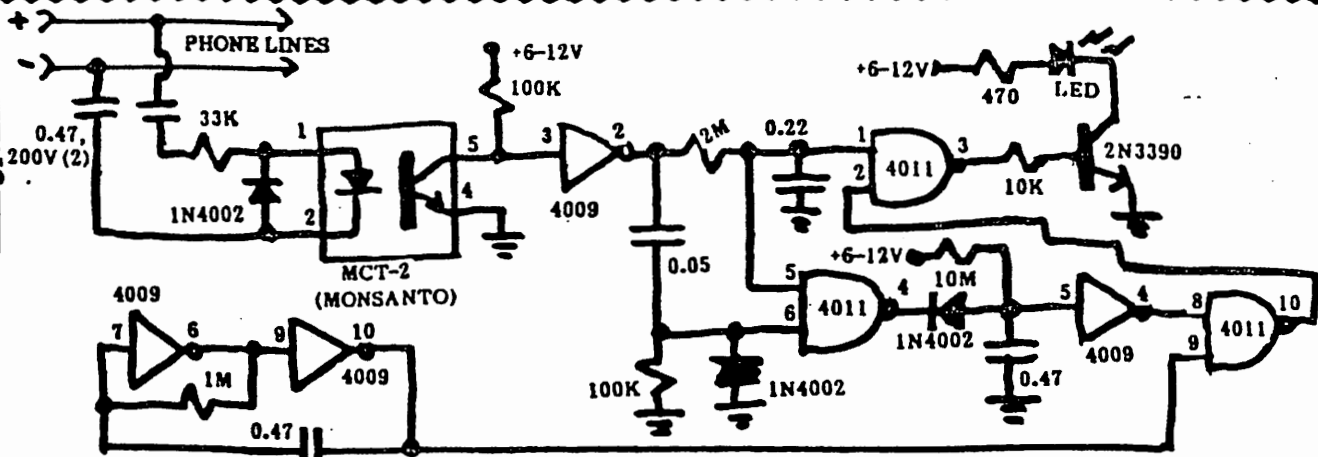 +
PHONE LINES
-
0.47,
200V (2)
33K
1
1N4002
2
MCT-2
(MONSANTO)
5
4
+6-12V
100K
3
2
4009
2M
0.22
1
2
4011
3
10K
+6-12V
470
LED
2N3390
0.05
100K
1N4002
5
6
4011
4
1N4002
+6-12V
10M
0.47
5
4
4009
8
9
4011
10
4009
7
6
1M
9
10
4009
0.47